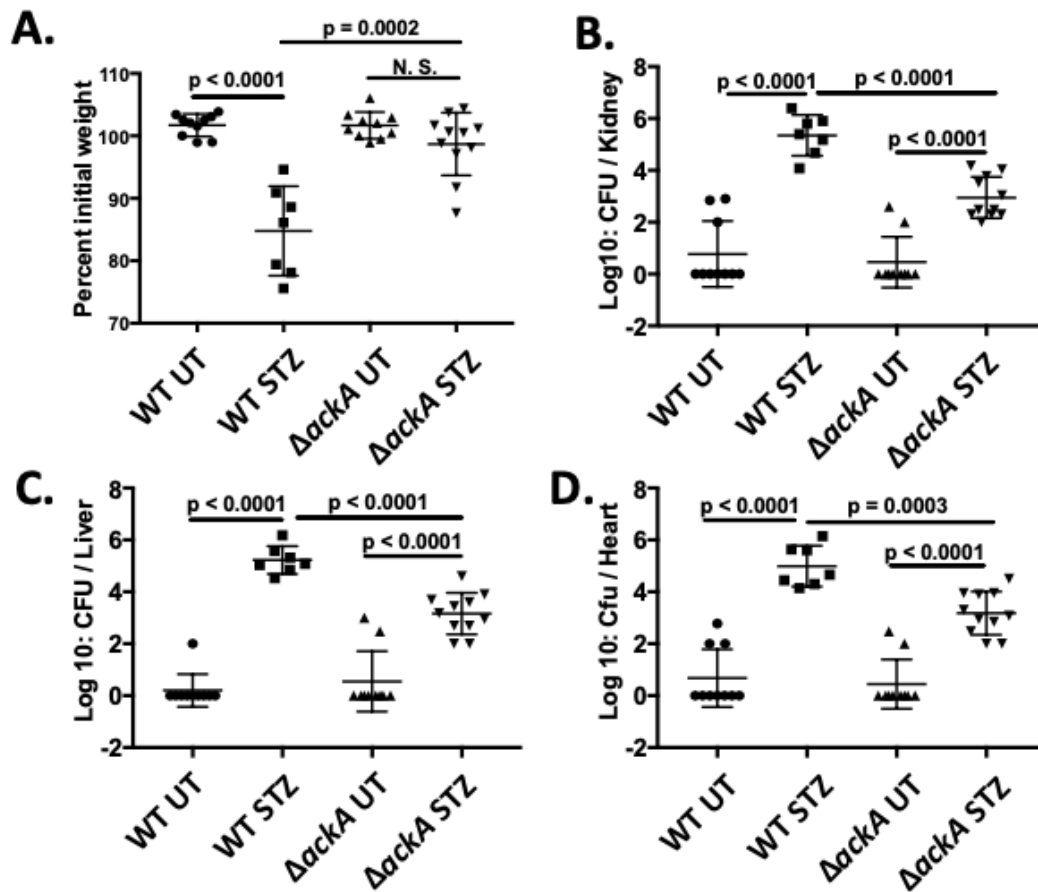 A.
p = 0.0002
p < 0.0001
N. S.
Percent initial weight
110
100
90
80
70
WT UT
WT STZ
ΔackA UT
ΔackA STZ
B.
p < 0.0001
p < 0.0001
p < 0.0001
Log10: CFU / Kidney
8
6
4
2
0
-2
WT UT
WT STZ
ΔackA UT
ΔackA STZ
C.
p < 0.0001
p < 0.0001
p < 0.0001
Log 10: CFU / Liver
8
6
4
2
0
-2
WT UT
WT STZ
ΔackA UT
ΔackA STZ
D.
p < 0.0001
p = 0.0003
p < 0.0001
Log 10: Cfu / Heart
8
6
4
2
0
-2
WT UT
WT STZ
ΔackA UT
ΔackA STZ